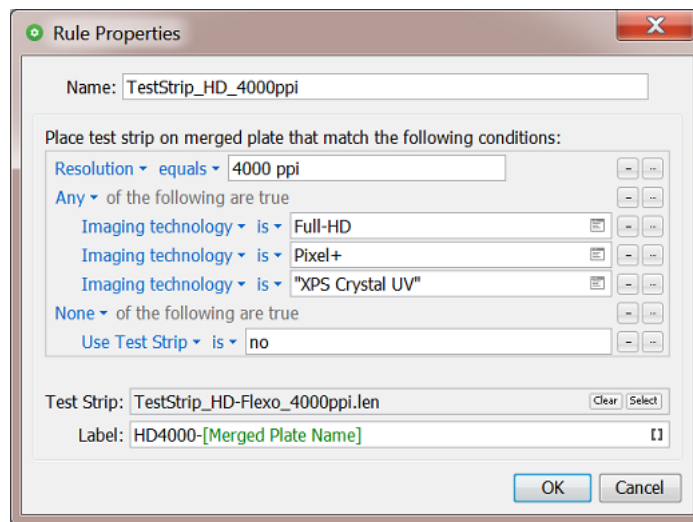 Rule Properties
Name: TestStrip_HD_4000ppi
Place test strip on merged plate that match the following conditions:
Resolution equals 4000 ppi
Any of the following are true
Imaging technology is Full-HD
Imaging technology is Pixel+
Imaging technology is "XPS Crystal UV"
None of the following are true
Use Test Strip is no
Test Strip: TestStrip_HD-Flexo_4000ppi.len Clear Select
Label: HD4000-[Merged Plate Name] []
OK Cancel